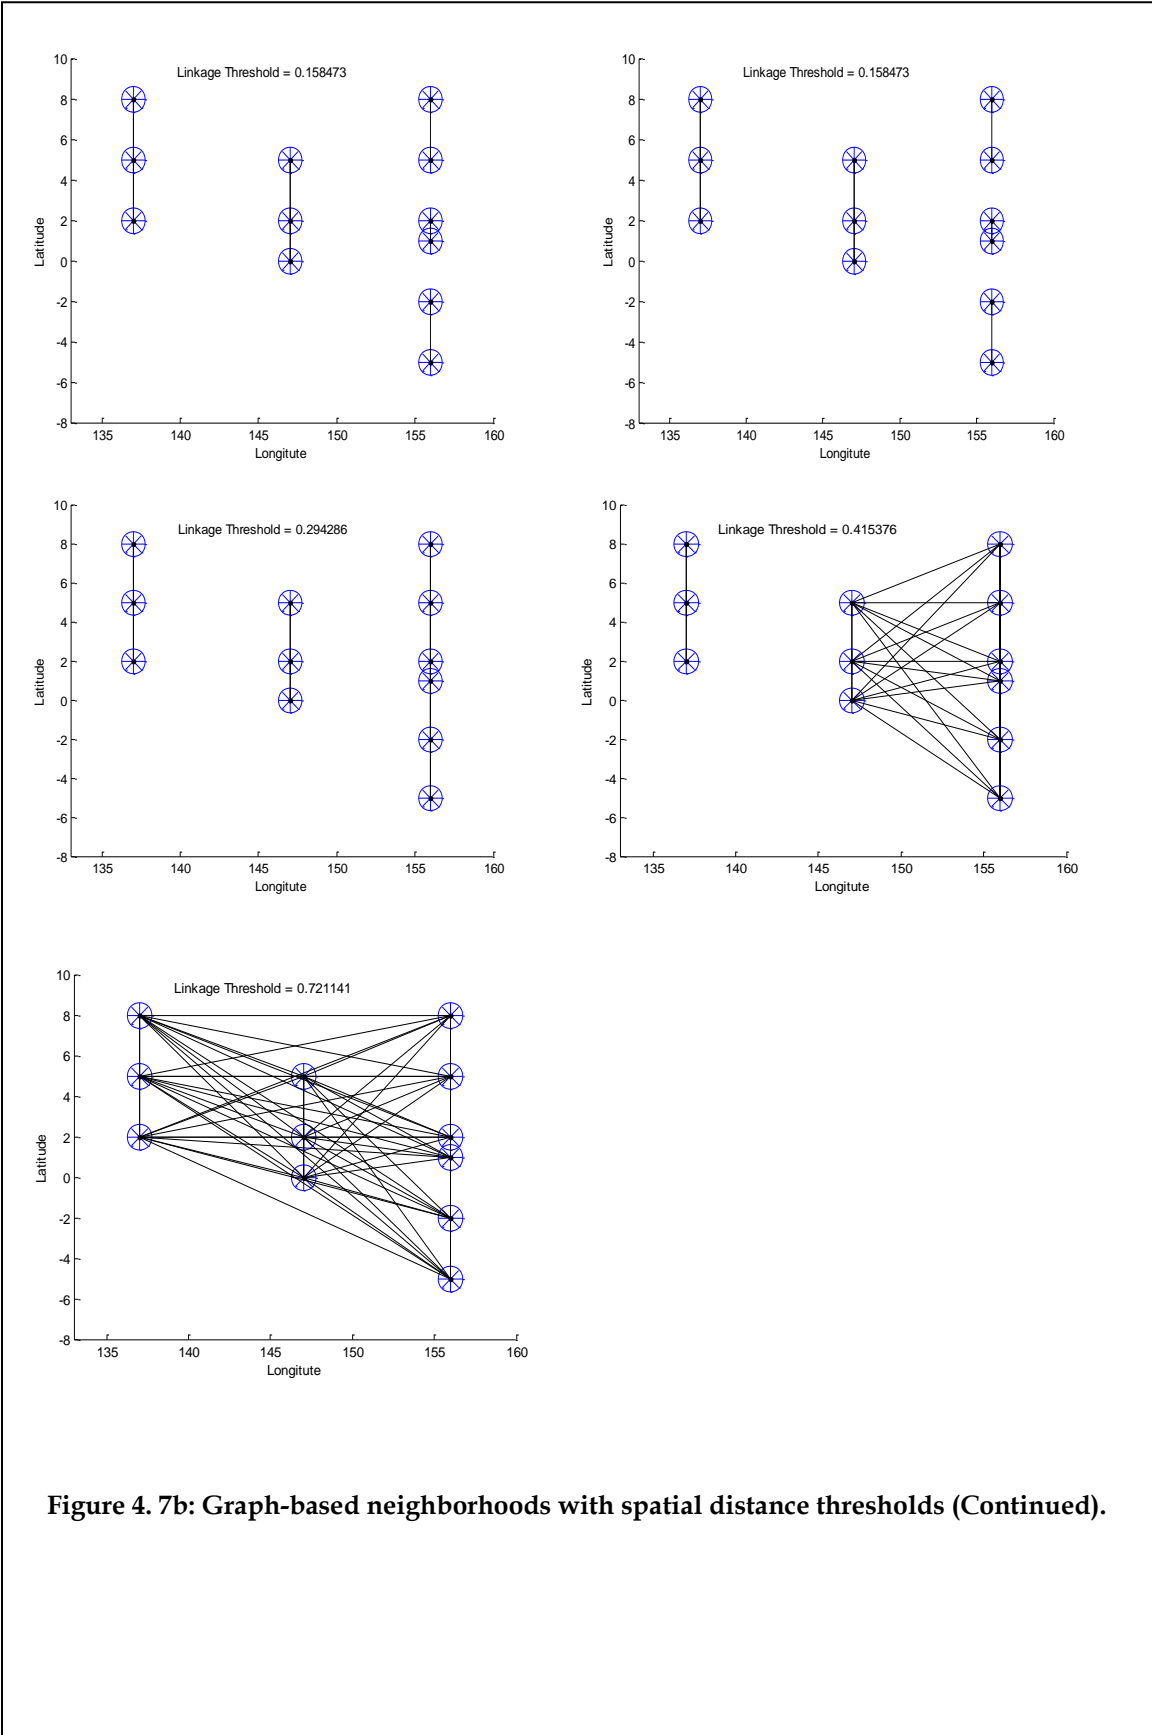 Linkage Threshold = 0.158473
10
8
6
4
2
0
-2
-4
-6
-8
Latitude
135 140 145 150 155 160
Longitute
Linkage Threshold = 0.158473
10
8
6
4
2
0
-2
-4
-6
-8
Latitude
135 140 145 150 155 160
Longitute
Linkage Threshold = 0.294286
10
8
6
4
2
0
-2
-4
-6
-8
Latitude
135 140 145 150 155 160
Longitute
Linkage Threshold = 0.415376
10
8
6
4
2
0
-2
-4
-6
-8
Latitude
135 140 145 150 155 160
Longitute
Linkage Threshold = 0.721141
10
8
6
4
2
0
-2
-4
-6
-8
Latitude
135 140 145 150 155 160
Longitute
Figure 4. 7b: Graph-based neighborhoods with spatial distance thresholds (Continued).